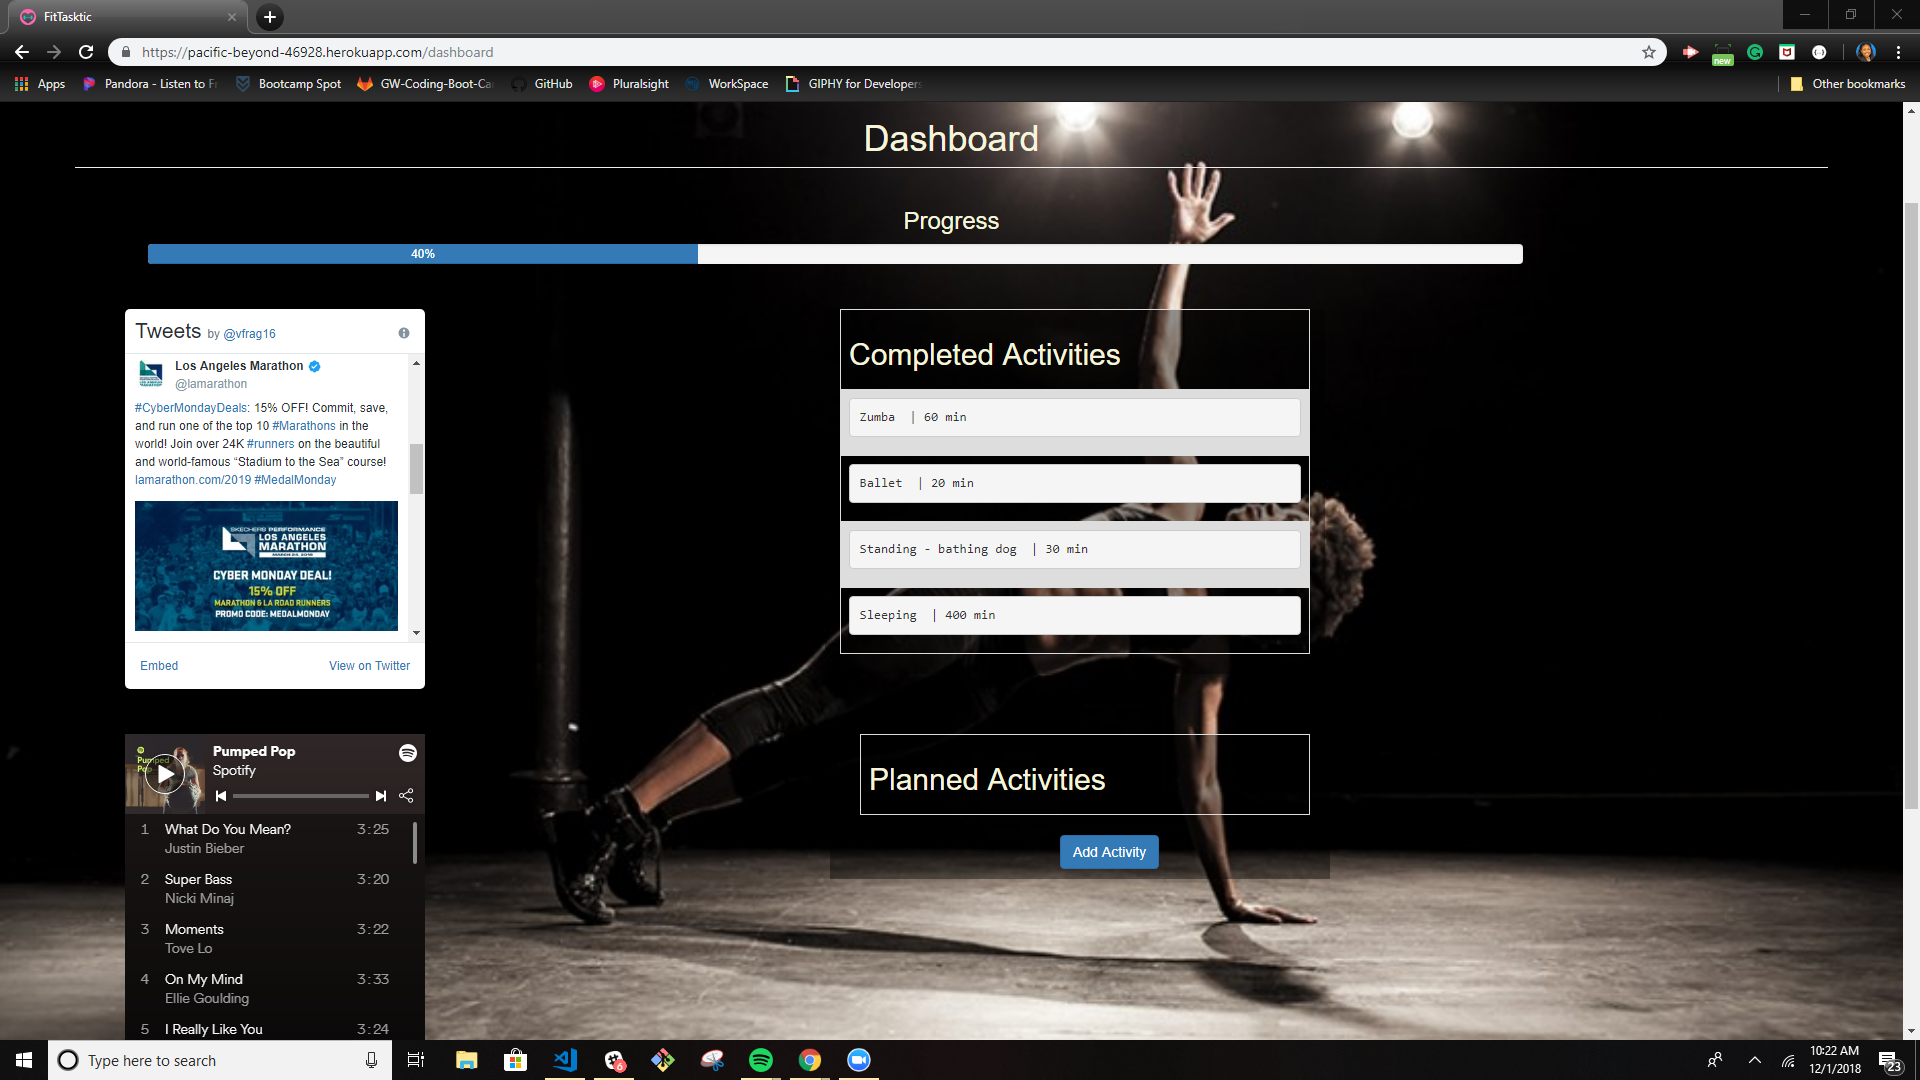 FitTasktic
https://pacific-beyond-46928.herokuapp.com/dashboard
new
Apps
Pandora - Listen to Fr
Bootcamp Spot
GW-Coding-Boot-Ca
GitHub
Pluralsight
WorkSpace
GIPHY for Developers
Other bookmarks
Dashboard
Progress
40%
Tweets by @vfrag16
Los Angeles Marathon
@lamarathon
#CyberMondayDeals: 15% OFF! Commit, save,
and run one of the top 10 #Marathons in the
world! Join over 24K #runners on the beautiful
and world-famous “Stadium to the Sea” course!
lamarathon.com/2019 #MedalMonday
SKECHERS PERFORMANCE
LOS ANGELES
MARATHON
MARCH 24, 2019
CYBER MONDAY DEAL!
15% OFF
MARATHON & LA ROAD RUNNERS
PROMO CODE: MEDALMONDAY
Embed
View on Twitter
Completed Activities
Zumba | 60 min
Ballet | 20 min
Standing - bathing dog | 30 min
Sleeping | 400 min
Planned Activities
Add Activity
Pumped
Pop
Pumped Pop
Spotify
1 What Do You Mean? 3:25
Justin Bieber
2 Super Bass 3:20
Nicki Minaj
3 Moments 3:22
Tove Lo
4 On My Mind 3:33
Ellie Goulding
5 I Really Like You 3:24
Type here to search
6
10:22 AM
12/1/2018
23